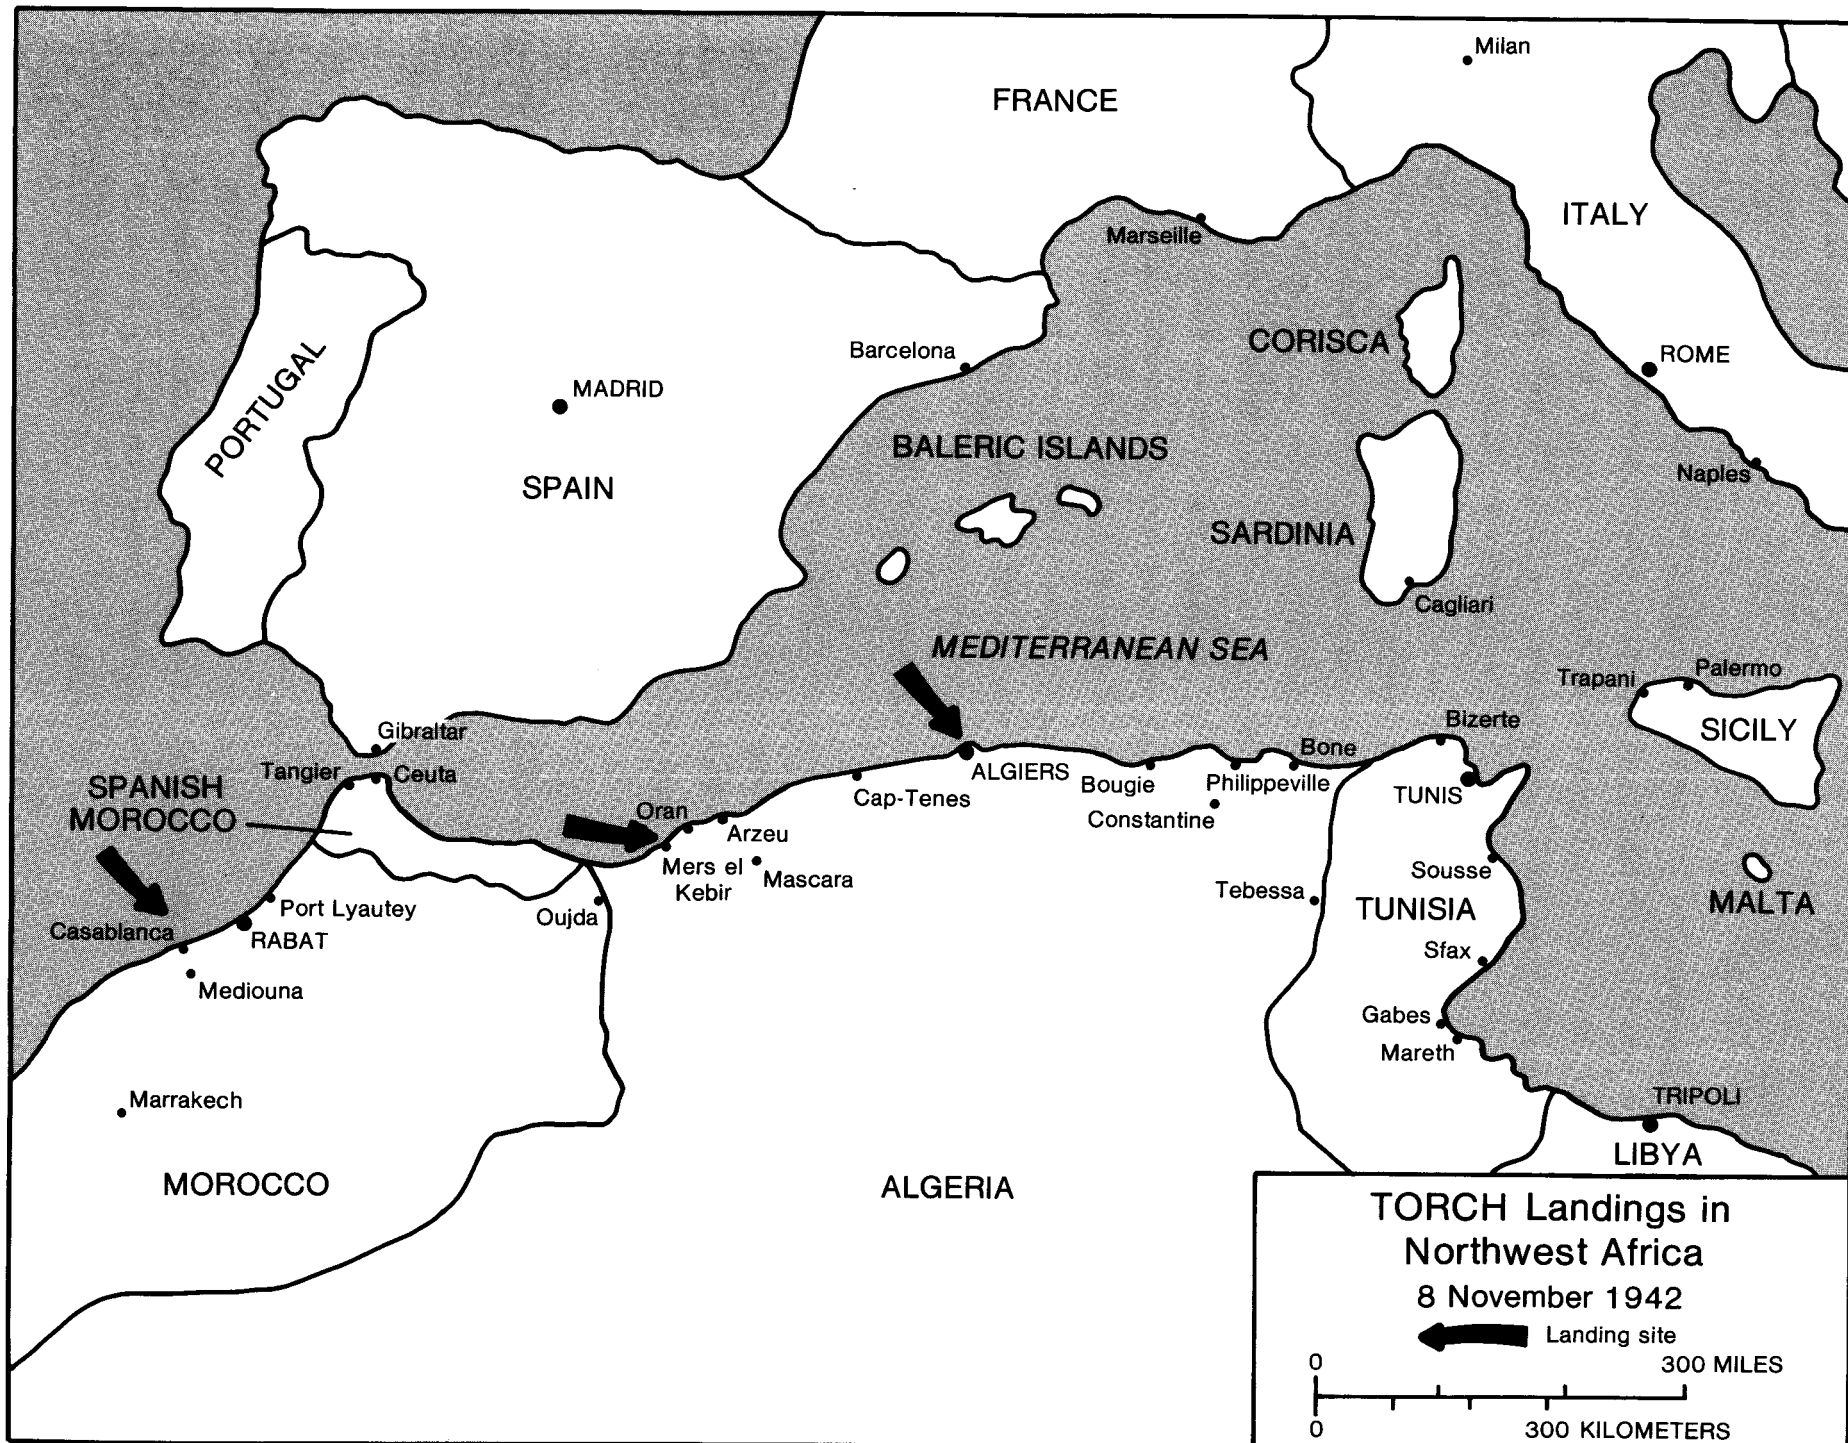 Milan
FRANCE
ITALY
Marseille
CORISCA
Barcelona
ROME
PORTUGAL
MADRID
BALERIC ISLANDS
Naples
SPAIN
SARDINIA
Cagliari
MEDITERRANEAN SEA
Trapani
Palermo
SICILY
Gibraltar
Bizerte
Tangier
Ceuta
ALGIERS
Bone
SPANISH
MOROCCO
Cap-Tenes
Bougie
Philippeville
TUNIS
Oran
Arzeu
Constantine
Mers el
Kebir
Mascara
Sousse
Tebessa
TUNISIA
MALTA
Port Lyautey
Oujda
Casablanca
RABAT
Sfax
Mediouna
Gabes
Mareth
Marrakech
TRIPOLI
LIBYA
MOROCCO
ALGERIA
TORCH Landings in
Northwest Africa
8 November 1942
Landing site
0 300 MILES
0 300 KILOMETERS